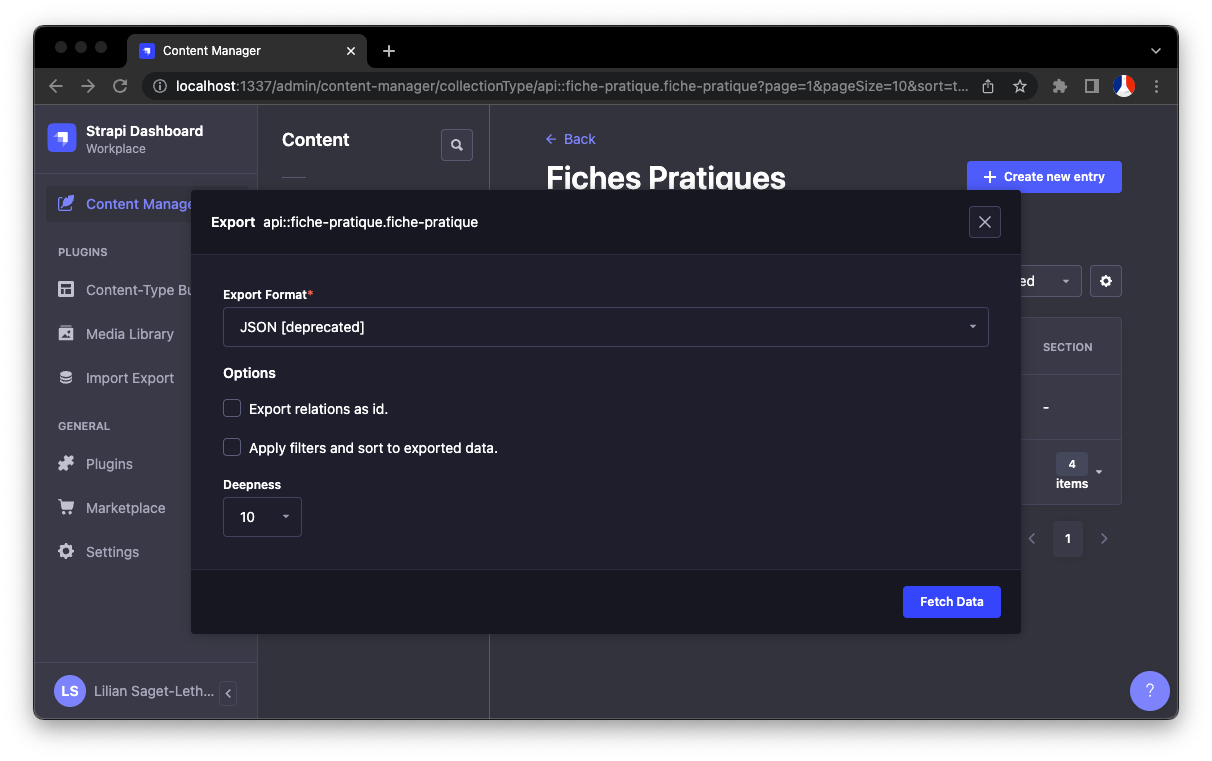 Content Manager
localhost:1337/admin/content-manager/collectionType/api::fiche-pratique.fiche-pratique?page=1&pageSize=10&sort=t...
Strapi Dashboard
Workplace
Content
Back
Fiches Pratiques
Create new entry
Content Manage
Export api::fiche-pratique.fiche-pratique
PLUGINS
Content-Type Bu
Media Library
Import Export
Export Format*
JSON [deprecated]
ed
Options
SECTION
Export relations as id.
-
Apply filters and sort to exported data.
GENERAL
Plugins
Marketplace
Settings
Deepness
10
4
items
1
Fetch Data
LS
Lilian Saget-Leth...
?